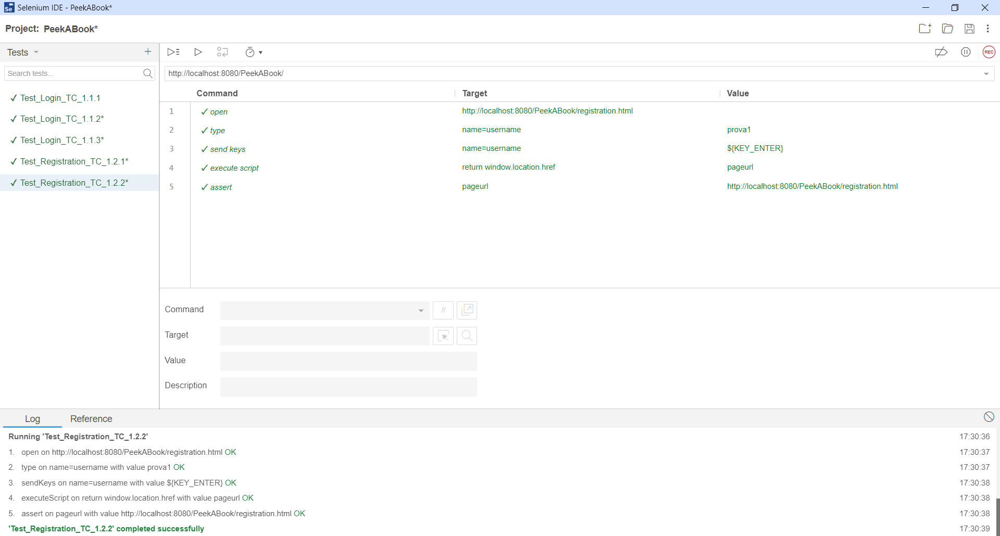 Se Selenium IDE - PeekABook*
Project: PeekABook*
Tests
Search tests...
✓ Test_Login_TC_1.1.1
✓ Test_Login_TC_1.1.2*
✓ Test_Login_TC_1.1.3*
✓ Test_Registration_TC_1.2.1*
✓ Test_Registration_TC_1.2.2*
REC
http://localhost:8080/PeekABook/
Command Target Value
1 ✓ open http://localhost:8080/PeekABook/registration.html
2 ✓ type name=username prova1
3 ✓ send keys name=username ${KEY_ENTER}
4 ✓ execute script return window.location.href pageurl
5 ✓ assert pageurl http://localhost:8080/PeekABook/registration.html
Command //
Target
Value
Description
Log Reference
Running 'Test_Registration_TC_1.2.2' 17:30:36
1. open on http://localhost:8080/PeekABook/registration.html OK 17:30:37
2. type on name=username with value prova1 OK 17:30:37
3. sendKeys on name=username with value ${KEY_ENTER} OK 17:30:38
4. executeScript on return window.location.href with value pageurl OK 17:30:38
5. assert on pageurl with value http://localhost:8080/PeekABook/registration.html OK 17:30:38
'Test_Registration_TC_1.2.2' completed successfully 17:30:39